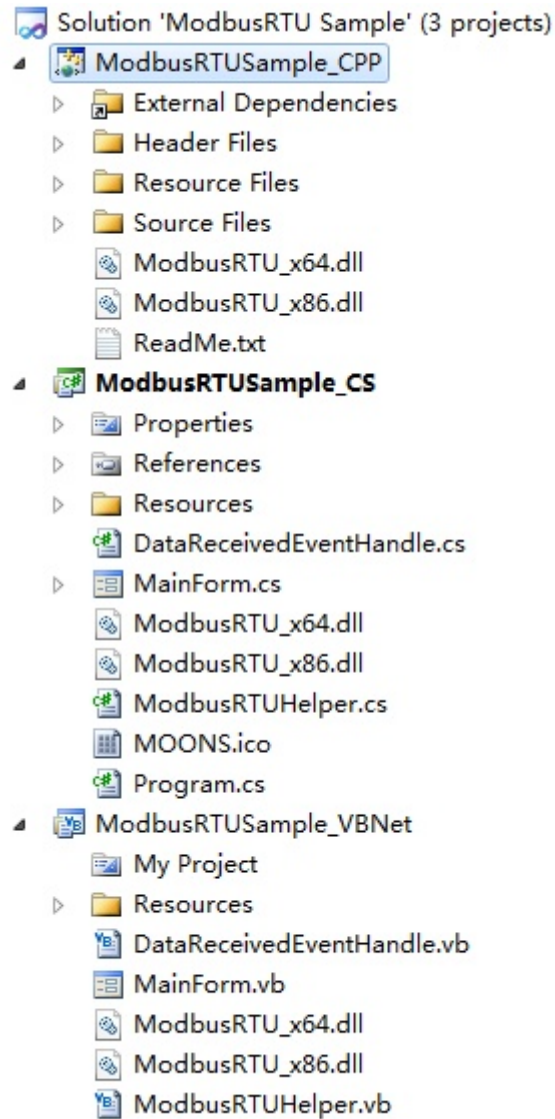 Solution 'ModbusRTU Sample' (3 projects)
ModbusRTUSample_CPP
External Dependencies
Header Files
Resource Files
Source Files
ModbusRTU_x64.dll
ModbusRTU_x86.dll
ReadMe.txt
ModbusRTUSample_CS
Properties
References
Resources
DataReceivedEventHandle.cs
MainForm.cs
ModbusRTU_x64.dll
ModbusRTU_x86.dll
ModbusRTUHelper.cs
MOONS.ico
Program.cs
ModbusRTUSample_VBNet
My Project
Resources
DataReceivedEventHandle.vb
MainForm.vb
ModbusRTU_x64.dll
ModbusRTU_x86.dll
ModbusRTUHelper.vb